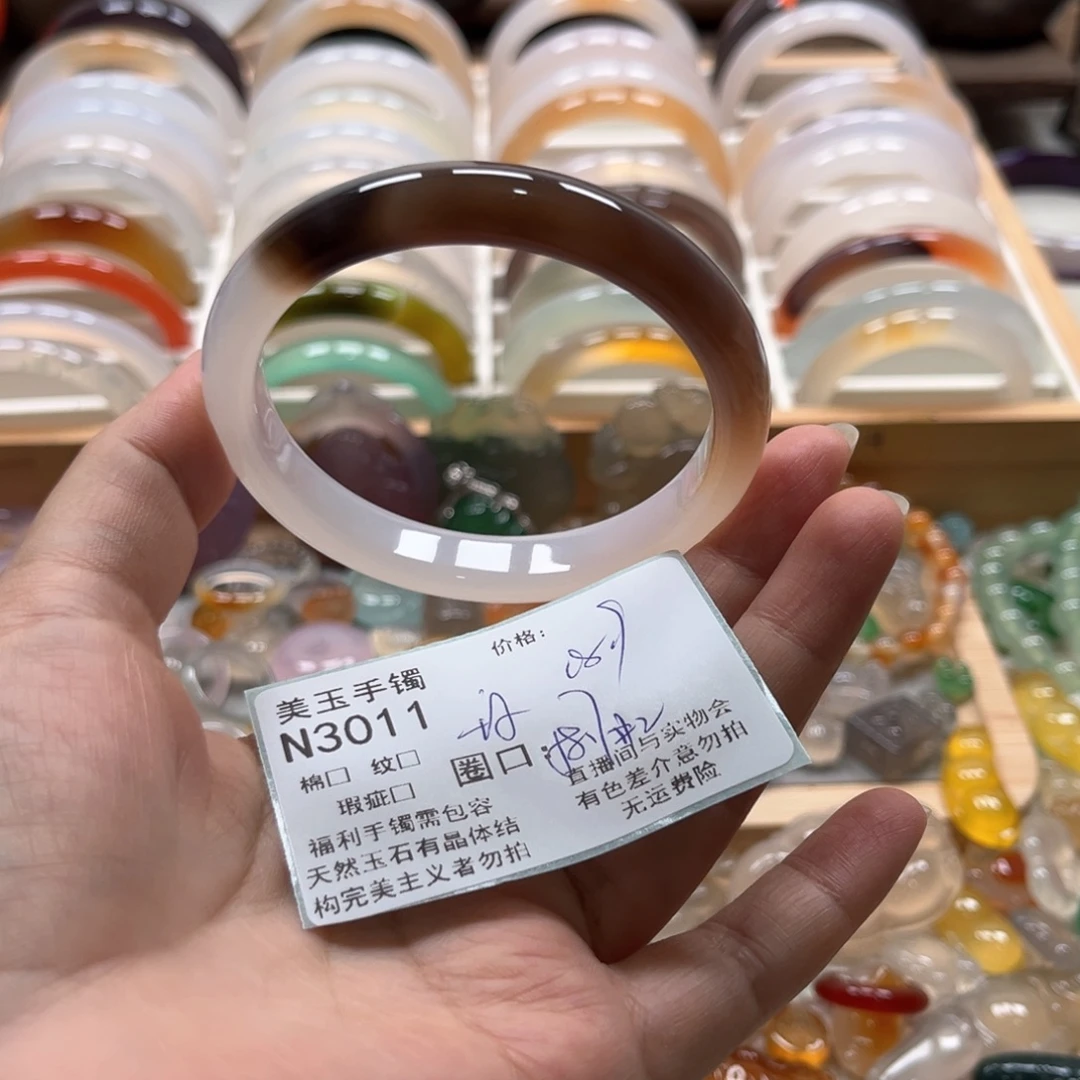 价格:
美玉手镯
N3011
棉□ 纹□
圈口:
瑕疵□
福利手镯需包容
天然玉石有晶体结
构完美主义者勿拍
直播间与实物会
有色差介意勿拍
无运费险